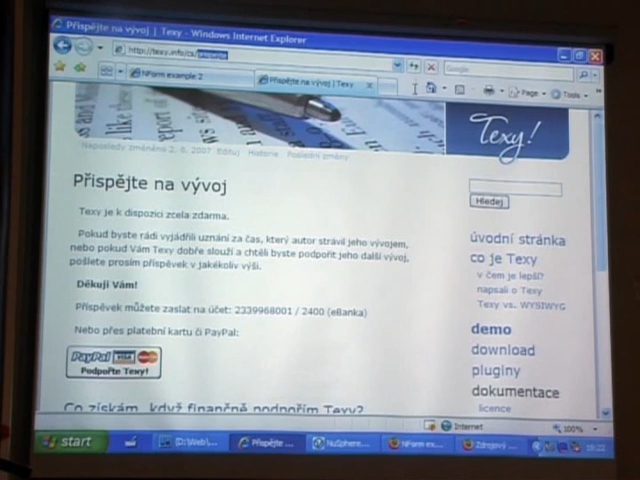 Přispějte na vývoj | Texy - Windows Internet Explorer
http://texy.info/cs/
Google
NForm example 2
Přispějte na vývoj | Texy
Page
Tools
Texy!
Naposledy změněno 2. 6. 2007 Edituj Historie Poslední změny
Přispějte na vývoj
Hledej
Texy je k dispozici zcela zdarma.
Pokud byste rádi vyjádřili uznání za čas, který autor strávil jeho vývojem,
nebo pokud Vám Texy dobře slouží a chtěli byste podpořit jeho další vývoj,
pošlete prosím příspěvek v jakékoliv výši.
Děkuji Vám!
Příspěvek můžete zaslat na účet: 2339968001 / 2400 (eBanka)
Nebo přes platební kartu či PayPal:
PayPal VISA
Podpořte Texy!
Co získám, když finančně podpořím Texy?
úvodní stránka
co je Texy
v čem je lepší?
napsali o Texy
Texy vs. WYSIWYG
demo
download
pluginy
dokumentace
licence
Internet
100%
start
(D:\Web\...
Přispějte ...
NuSphere...
NForm ex...
Zdrojový ...
19:22